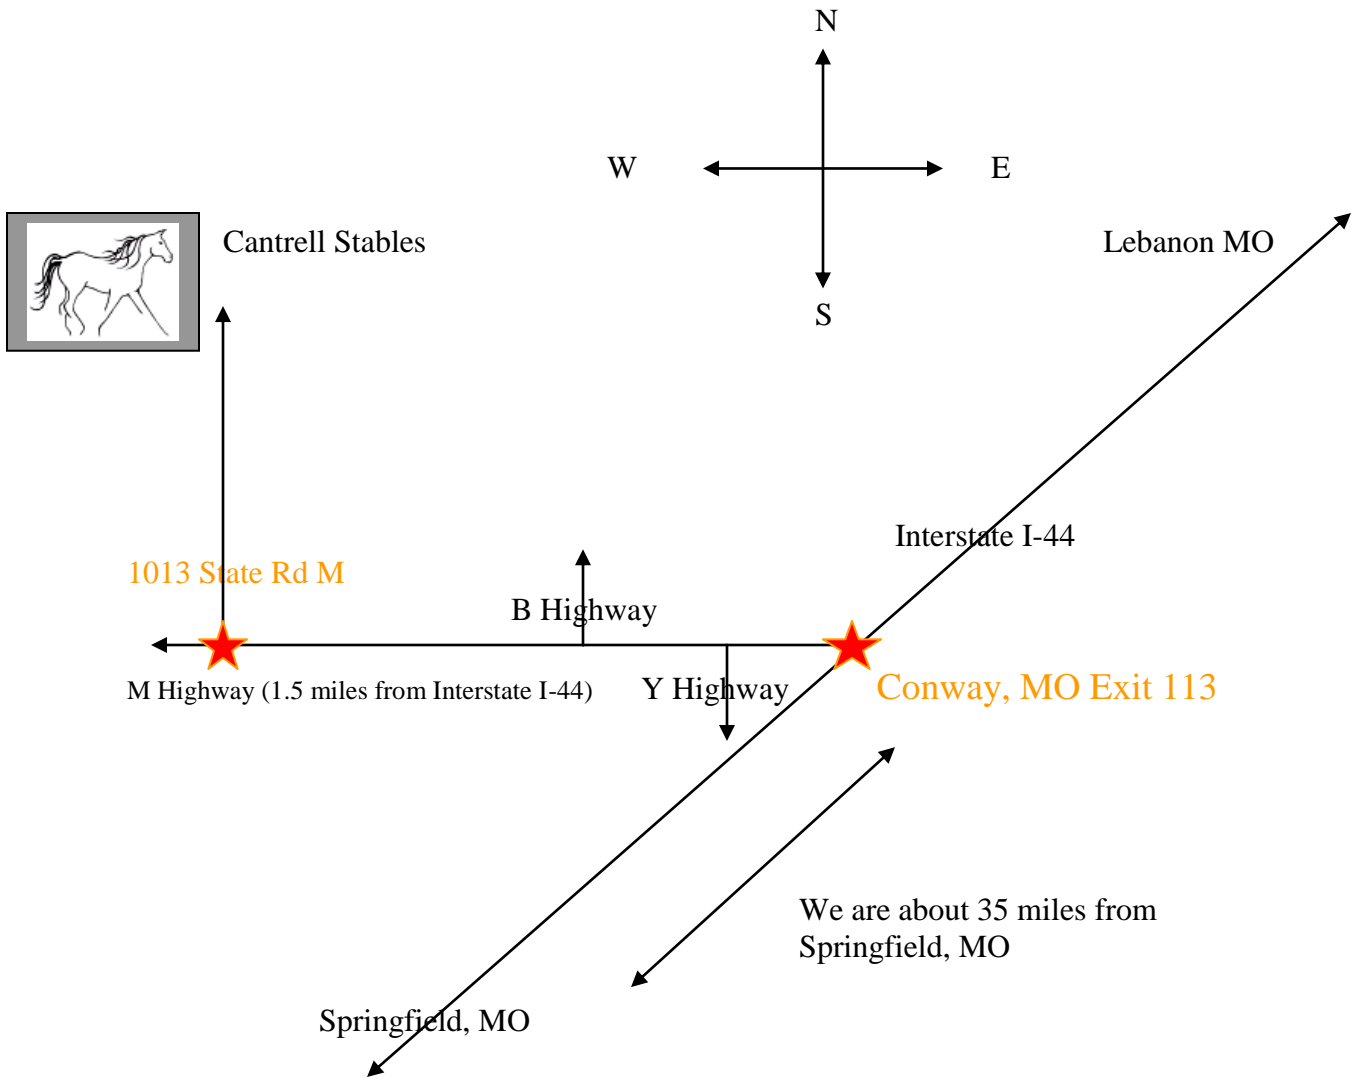 N
W
E
Cantrell Stables
Lebanon MO
S
Interstate I-44
1013 State Rd M
B Highway
M Highway (1.5 miles from Interstate I-44)
Y Highway
Conway, MO Exit 113
We are about 35 miles from
Springfield, MO
Springfield, MO